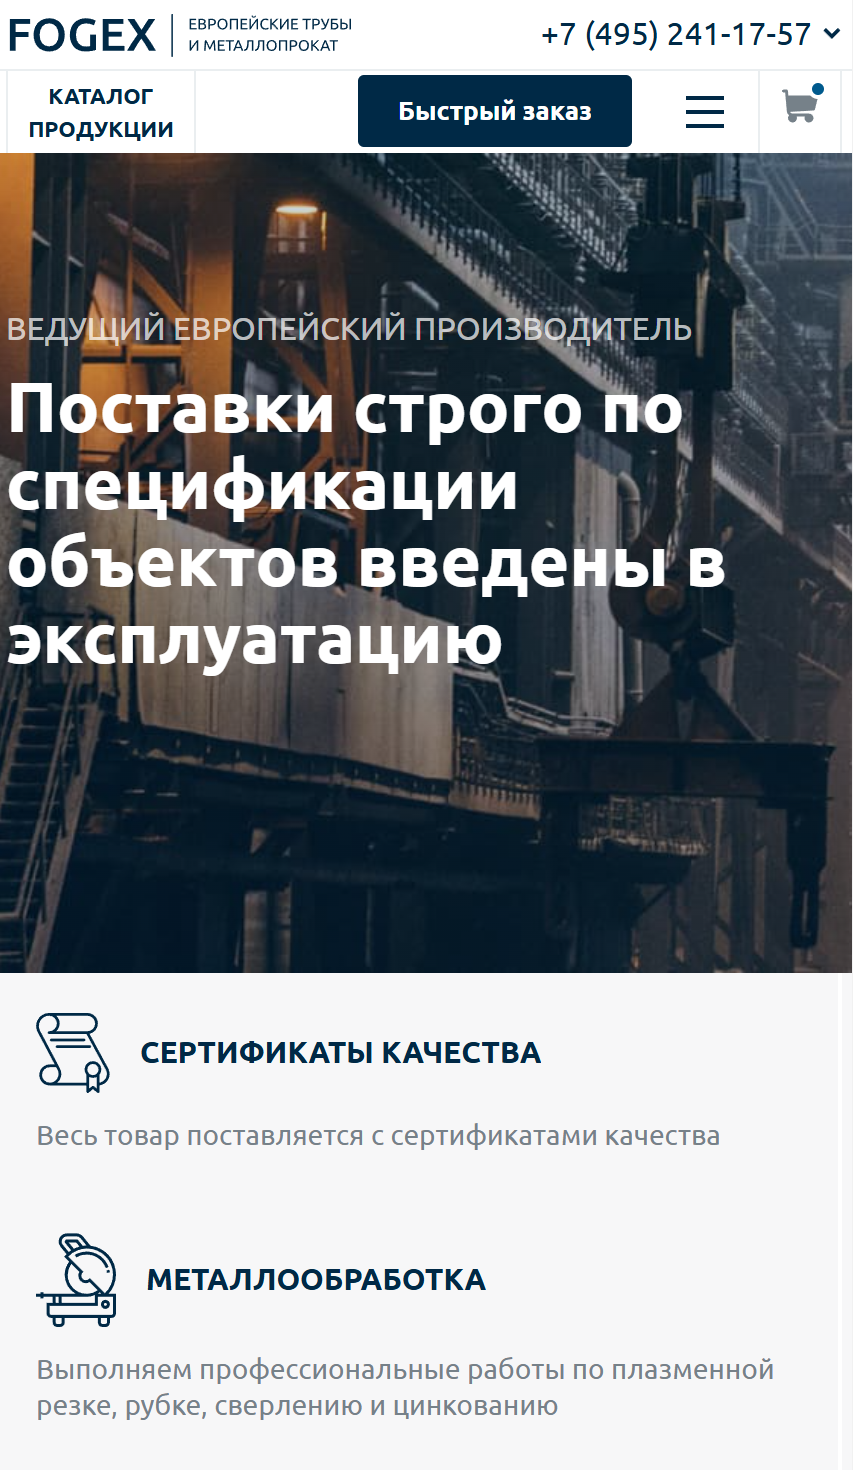 FOGEX
ЕВРОПЕЙСКИЕ ТРУБЫ
И МЕТАЛЛОПРОКАТ
+7 (495) 241-17-57
КАТАЛОГ
ПРОДУКЦИИ
Быстрый заказ
ВЕДУЩИЙ ЕВРОПЕЙСКИЙ ПРОИЗВОДИТЕЛЬ
Поставки строго по
спецификации
объектов введены в
эксплуатацию
СЕРТИФИКАТЫ КАЧЕСТВА
Весь товар поставляется с сертификатами качества
МЕТАЛЛООБРАБОТКА
Выполняем профессиональные работы по плазменной
резке, рубке, сверлению и цинкованию